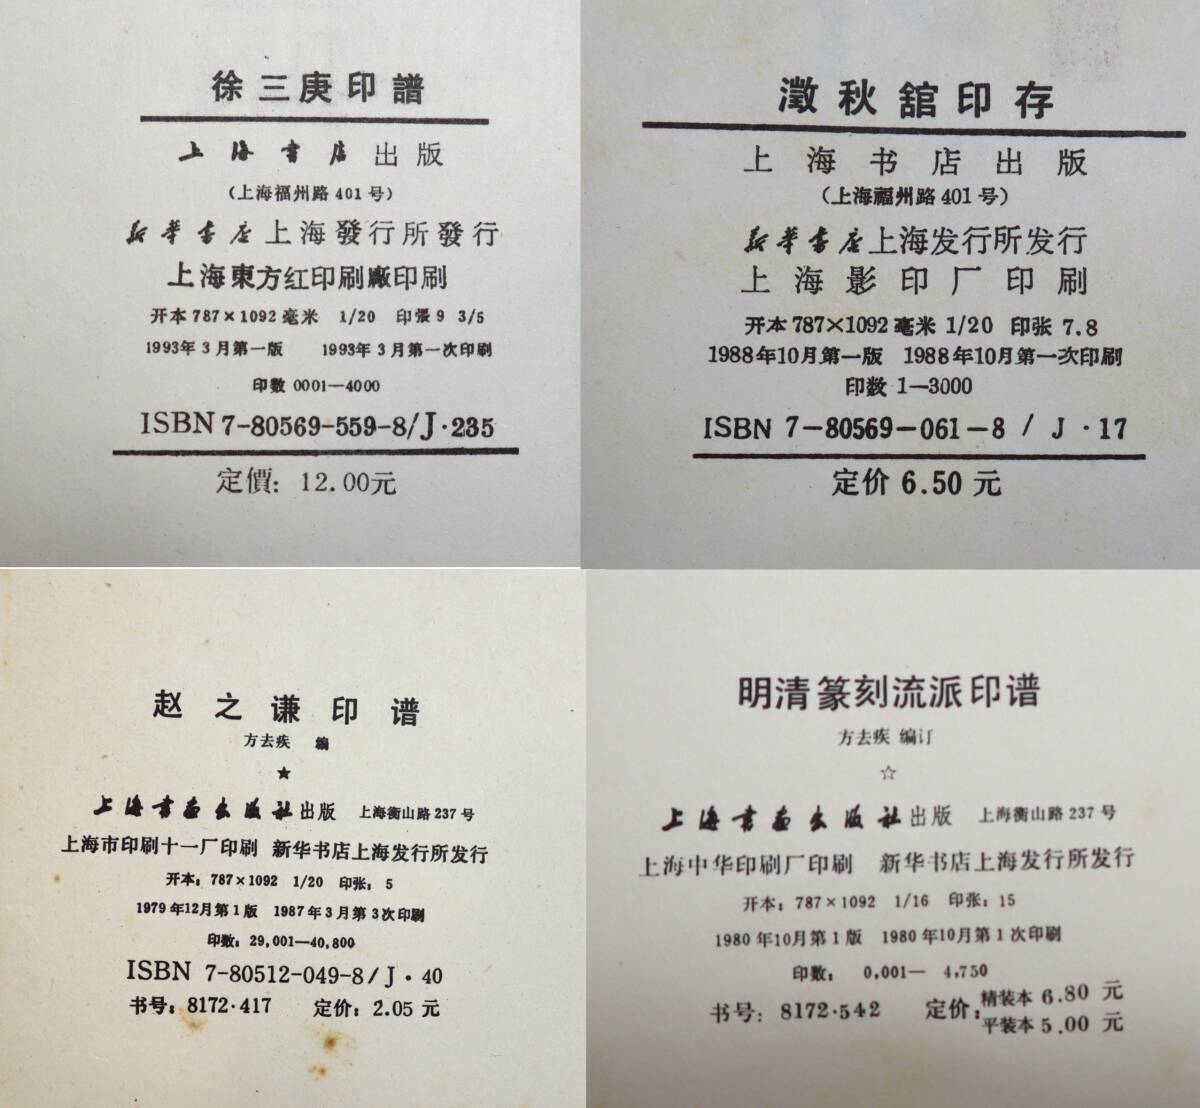 徐三庚印譜
上海书店出版
（上海福州路401号）
新华书店上海發行所發行
上海東方红印刷廠印刷
开本787×1092毫米 1/20 印張9 3/5
1993年3月第一版 1993年3月第一次印刷
印数0001—4000
ISBN 7-80569-559-8/J·235
定價：12.00元
澂秋舘印存
上海书店出版
（上海福州路401号）
新华书店上海发行所发行
上海影印厂印刷
开本787×1092毫米1/20 印张7.8
1988年10月第一版 1988年10月第一次印刷
印数1—3000
ISBN 7-80569-061-8/J·17
定价6.50元
赵之谦印谱
方去疾 编
★
上海书画出版社出版 上海衡山路237号
上海市印刷十一厂印刷 新华书店上海发行所发行
开本：787×1092 1/20 印张：5
1979年12月第1版 1987年3月第3次印刷
印数：29,001—40,800
ISBN 7-80512-049-8/J·40
书号：8172·417 定价：2.05元
明清篆刻流派印谱
方去疾 编订
☆
上海书画出版社出版 上海衡山路237号
上海中华印刷厂印刷 新华书店上海发行所发行
开本：787×1092 1/16 印张：15
1980年10月第1版 1980年10月第1次印刷
印数：0,001—4,750
书号：8172·542 定价：精装本6.80元
平装本5.00元